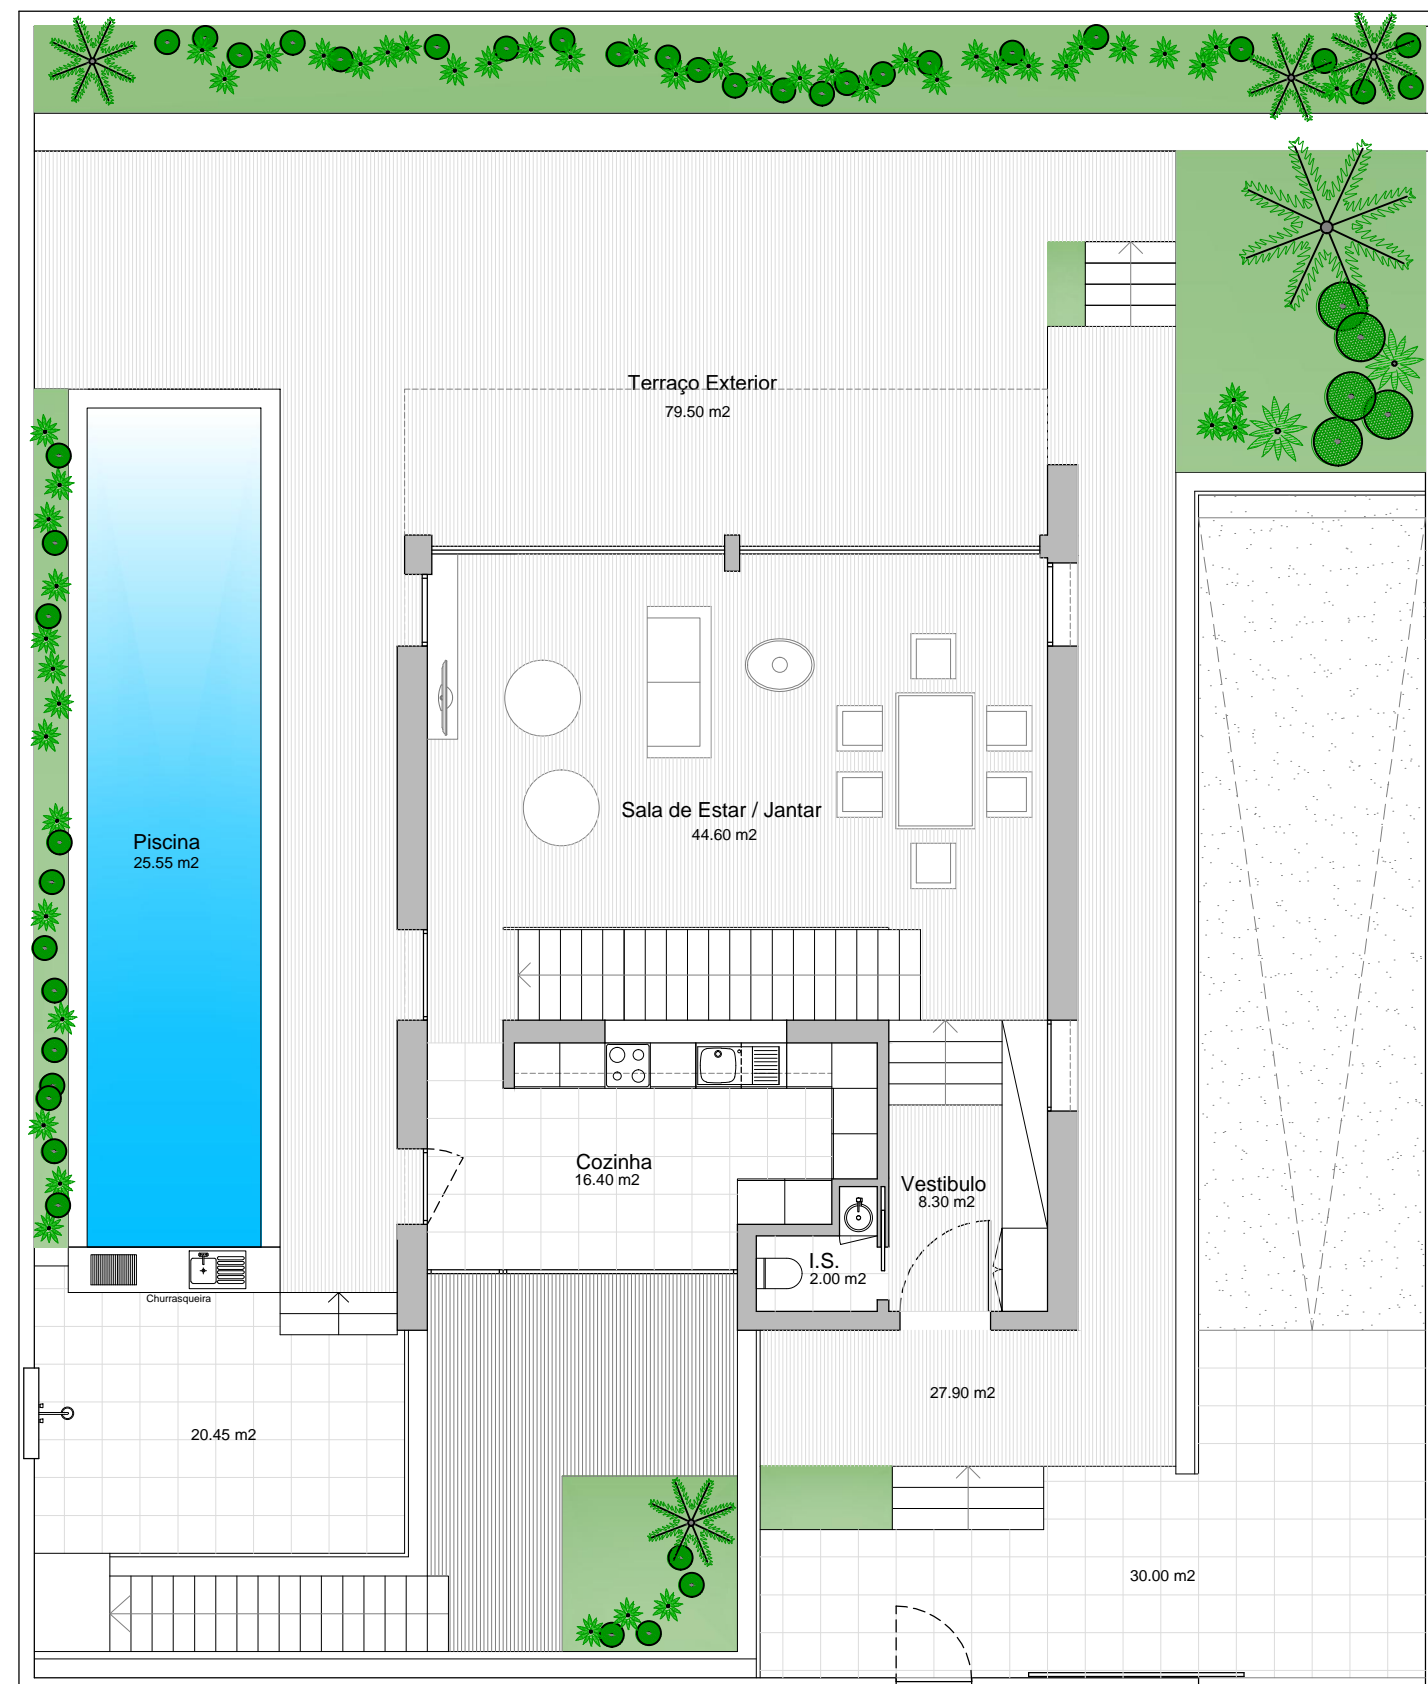 Terraço Exterior
79.50 m2
Sala de Estar / Jantar
44.60 m2
Piscina
25.55 m2
Cozinha
16.40 m2
Vestibulo
8.30 m2
I.S.
2.00 m2
Churrasqueira
27.90 m2
20.45 m2
30.00 m2